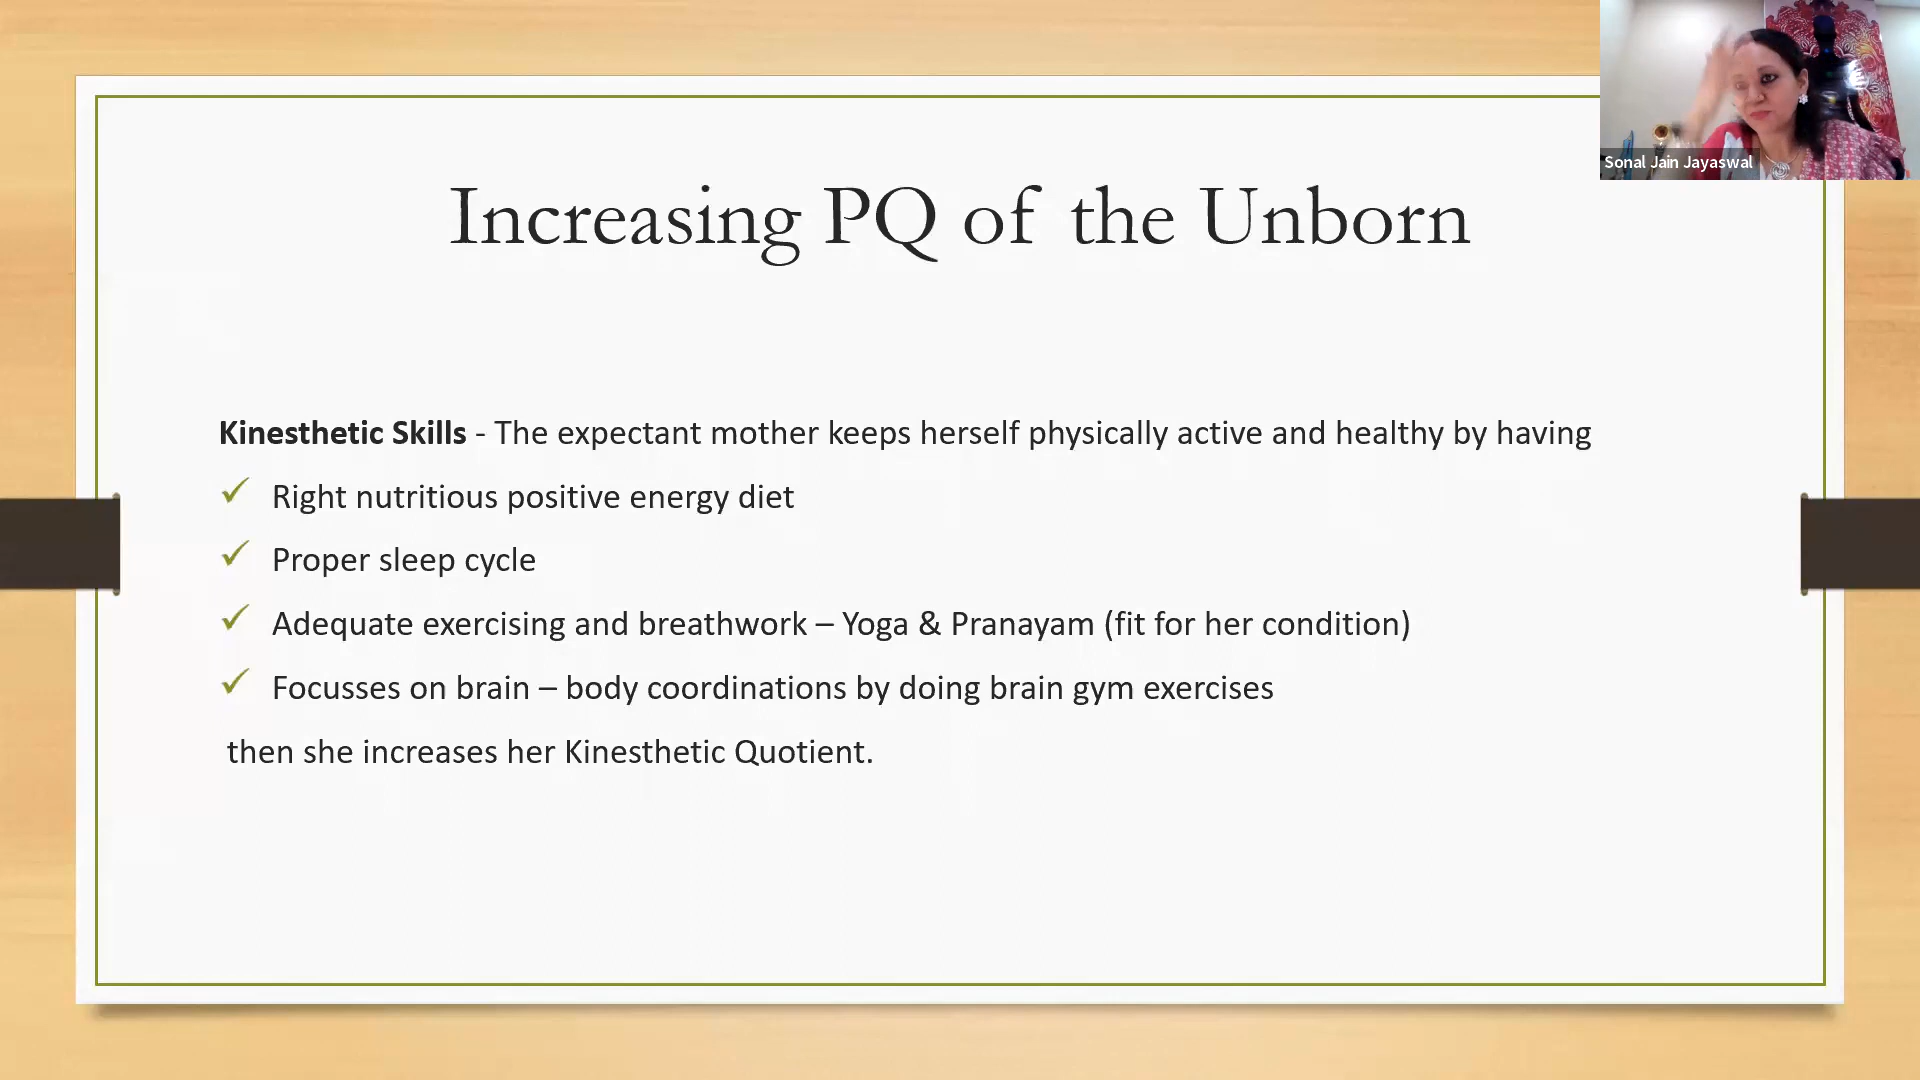 Sonal Jain Jayaswal
Increasing PQ of the Unborn
Kinesthetic Skills - The expectant mother keeps herself physically active and healthy by having
✓ Right nutritious positive energy diet
✓ Proper sleep cycle
✓ Adequate exercising and breathwork – Yoga & Pranayam (fit for her condition)
✓ Focusses on brain – body coordinations by doing brain gym exercises
then she increases her Kinesthetic Quotient.